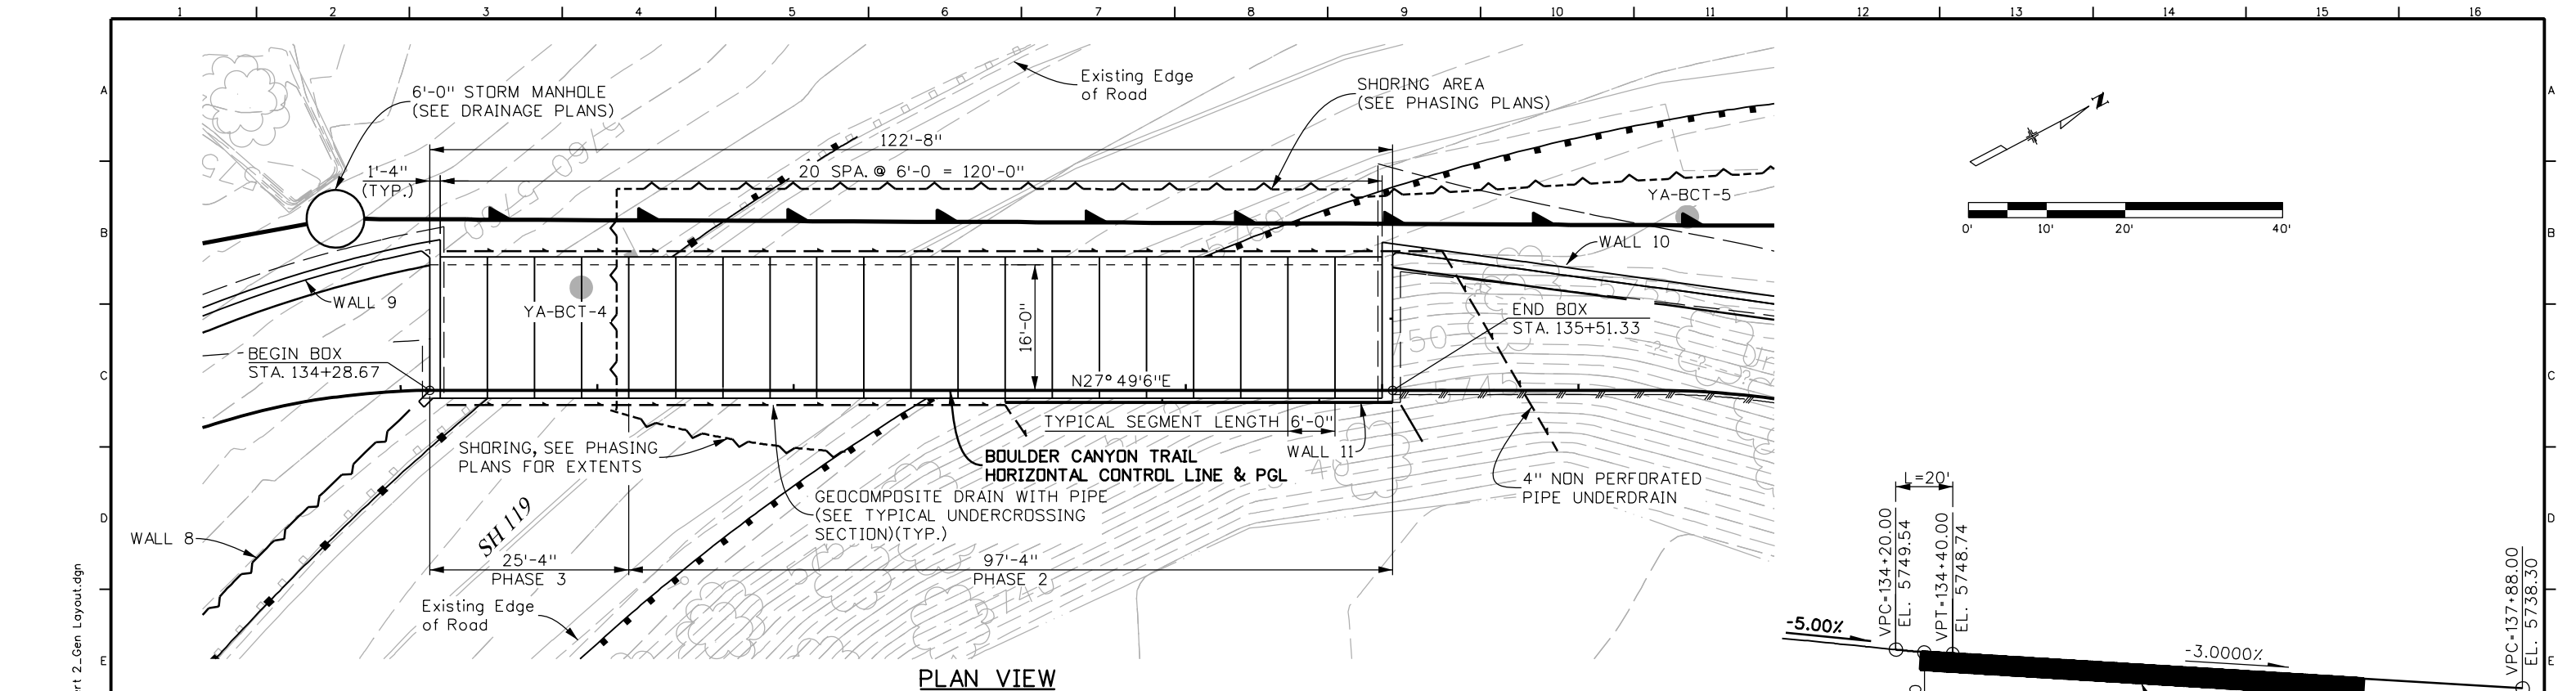 1 2 3 4 5 6 7 8 9 10 11 12 13 14 15 16
A
B
C
D
E
A
B
C
D
E
6'-0" STORM MANHOLE
(SEE DRAINAGE PLANS)
Existing Edge
of Road
SHORING AREA
(SEE PHASING PLANS)
N
122'-8"
1'-4"
(TYP.)
20 SPA. @ 6'-0 = 120'-0"
5760
5760
5760
YA-BCT-5
0' 10' 20' 40'
WALL 10
WALL 9
YA-BCT-4
16'-0"
END BOX
STA. 135+51.33
BEGIN BOX
STA. 134+28.67
N27° 49'6"E
5755
5750
5745
TYPICAL SEGMENT LENGTH 6'-0"
WALL 11
SHORING, SEE PHASING
PLANS FOR EXTENTS
BOULDER CANYON TRAIL
HORIZONTAL CONTROL LINE & PGL
4" NON PERFORATED
PIPE UNDERDRAIN
GEOCOMPOSITE DRAIN WITH PIPE
(SEE TYPICAL UNDERCROSSING
SECTION)(TYP.)
WALL 8
SH 119
25'-4"
PHASE 3
97'-4"
PHASE 2
5740
Existing Edge
of Road
PLAN VIEW
L=20'
VPC=134+20.00
EL. 5749.54
VPT=134+40.00
EL. 5748.74
VPC=137+88.00
EL. 5738.30
-5.00%
-3.0000%
rt 2_Gen Layout.dgn